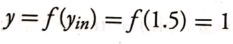 y = f(y_in) = f(1.5) = 1